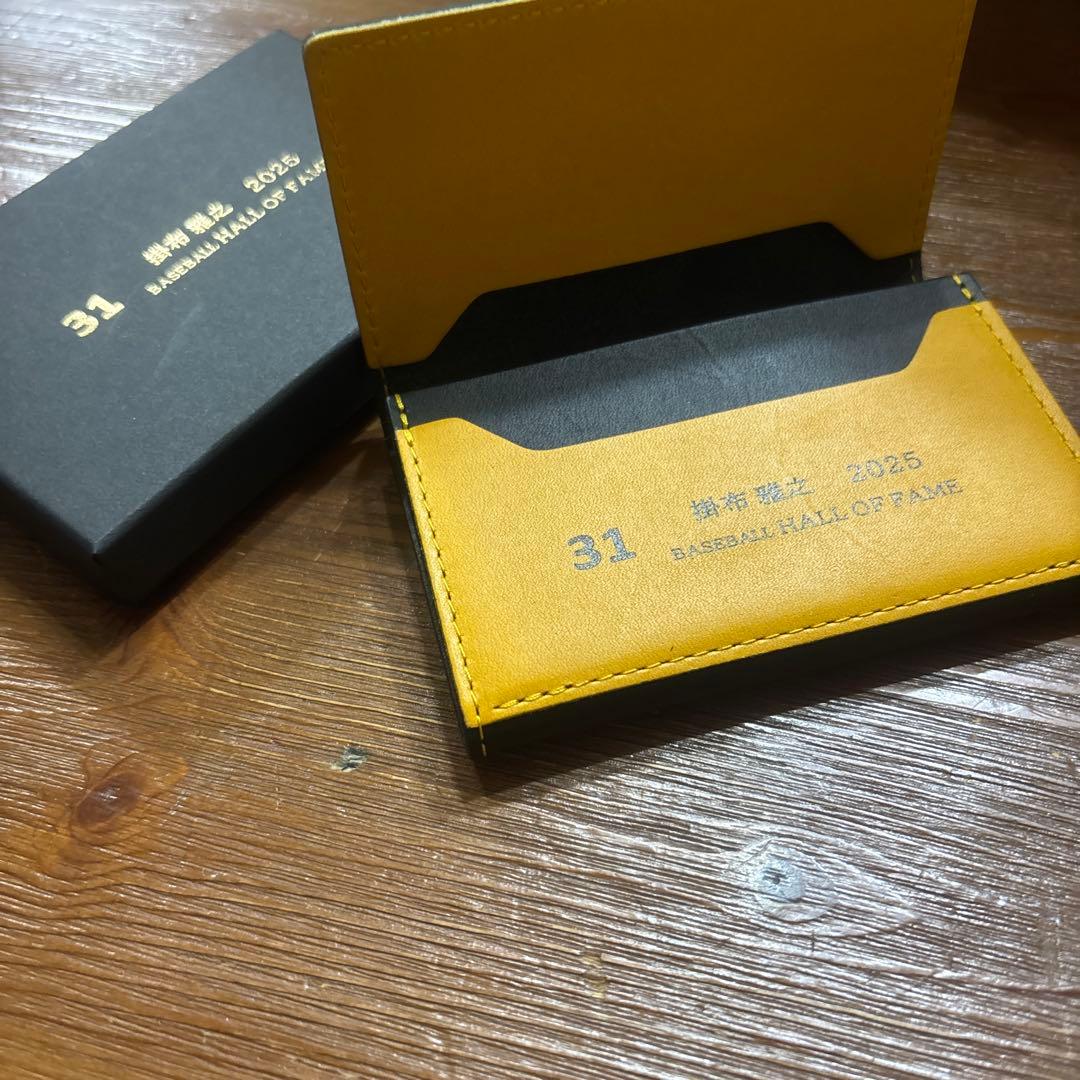 31
掛布 雅之 2025
BASEBALL HALL OF FAME
31
掛布 雅之 2025
BASEBALL HALL OF FAME